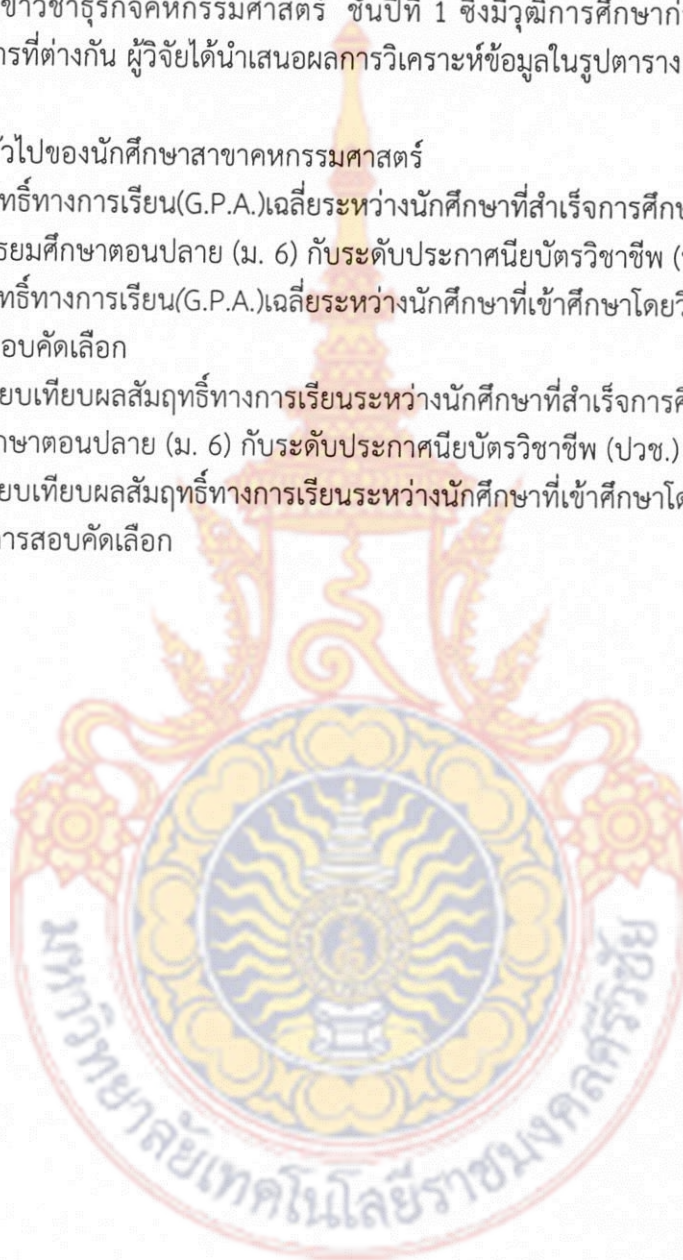 ขาวิชาธุรกิจคหกรรมศาสตร์ ชั้นปีที่ 1 ซึ่งมีวุฒิการศึกษาก่
ารที่ต่างกัน ผู้วิจัยได้นำเสนอผลการวิเคราะห์ข้อมูลในรูปตาราง
ั่วไปของนักศึกษาสาขาคหกรรมศาสตร์
ทธิ์ทางการเรียน(G.P.A.)เฉลี่ยระหว่างนักศึกษาที่สำเร็จการศึกษ
ธยมศึกษาตอนปลาย (ม. 6) กับระดับประกาศนียบัตรวิชาชีพ (
ทธิ์ทางการเรียน(G.P.A.)เฉลี่ยระหว่างนักศึกษาที่เข้าศึกษาโดยวิ
อบคัดเลือก
ยบเทียบผลสัมฤทธิ์ทางการเรียนระหว่างนักศึกษาที่สำเร็จการศึ
กษาตอนปลาย (ม. 6) กับระดับประกาศนียบัตรวิชาชีพ (ปวช.)
ยบเทียบผลสัมฤทธิ์ทางการเรียนระหว่างนักศึกษาที่เข้าศึกษาโด
การสอบคัดเลือก
มหาวิทยาลัยเทคโนโลยีราชมงคลศรีวิชัย